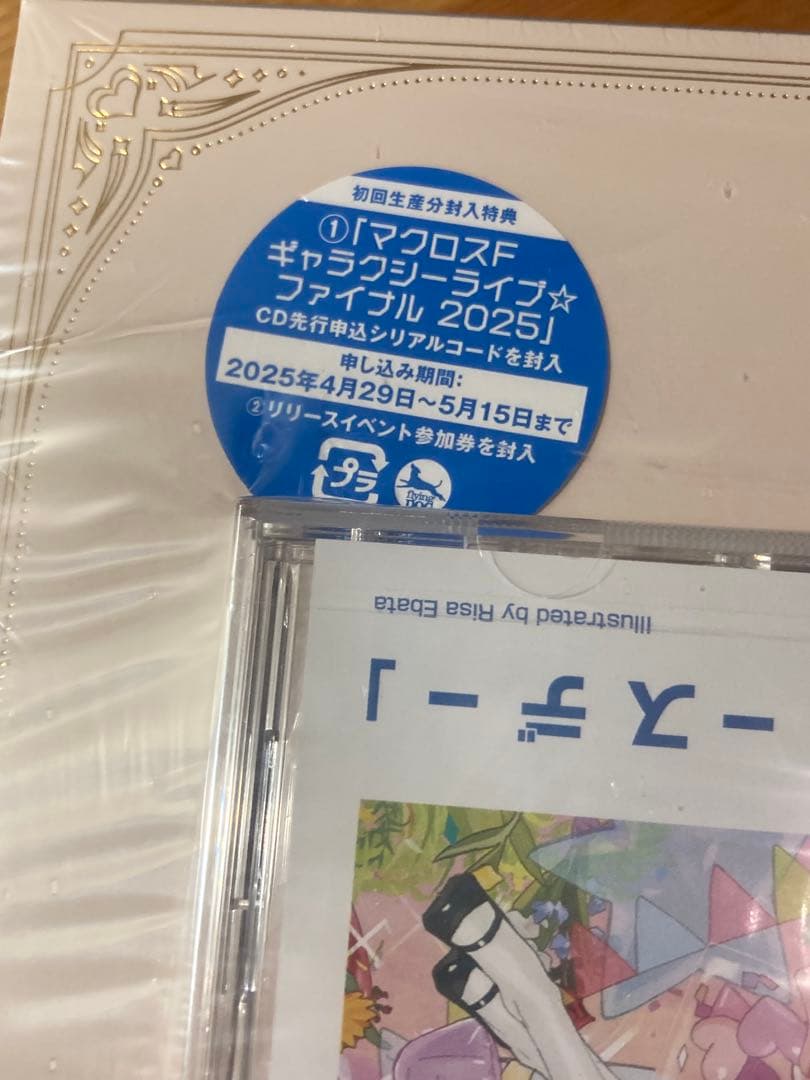 初回生産分封入特典
①「マクロスF
ギャラクシーライブ☆
ファイナル 2025」
CD先行申込シリアルコードを封入
申し込み期間:
2025年4月29日～5月15日まで
②リリースイベント参加券を封入
プラ
flying
DOG
Illustrated by Risa Ebata
ースデー」